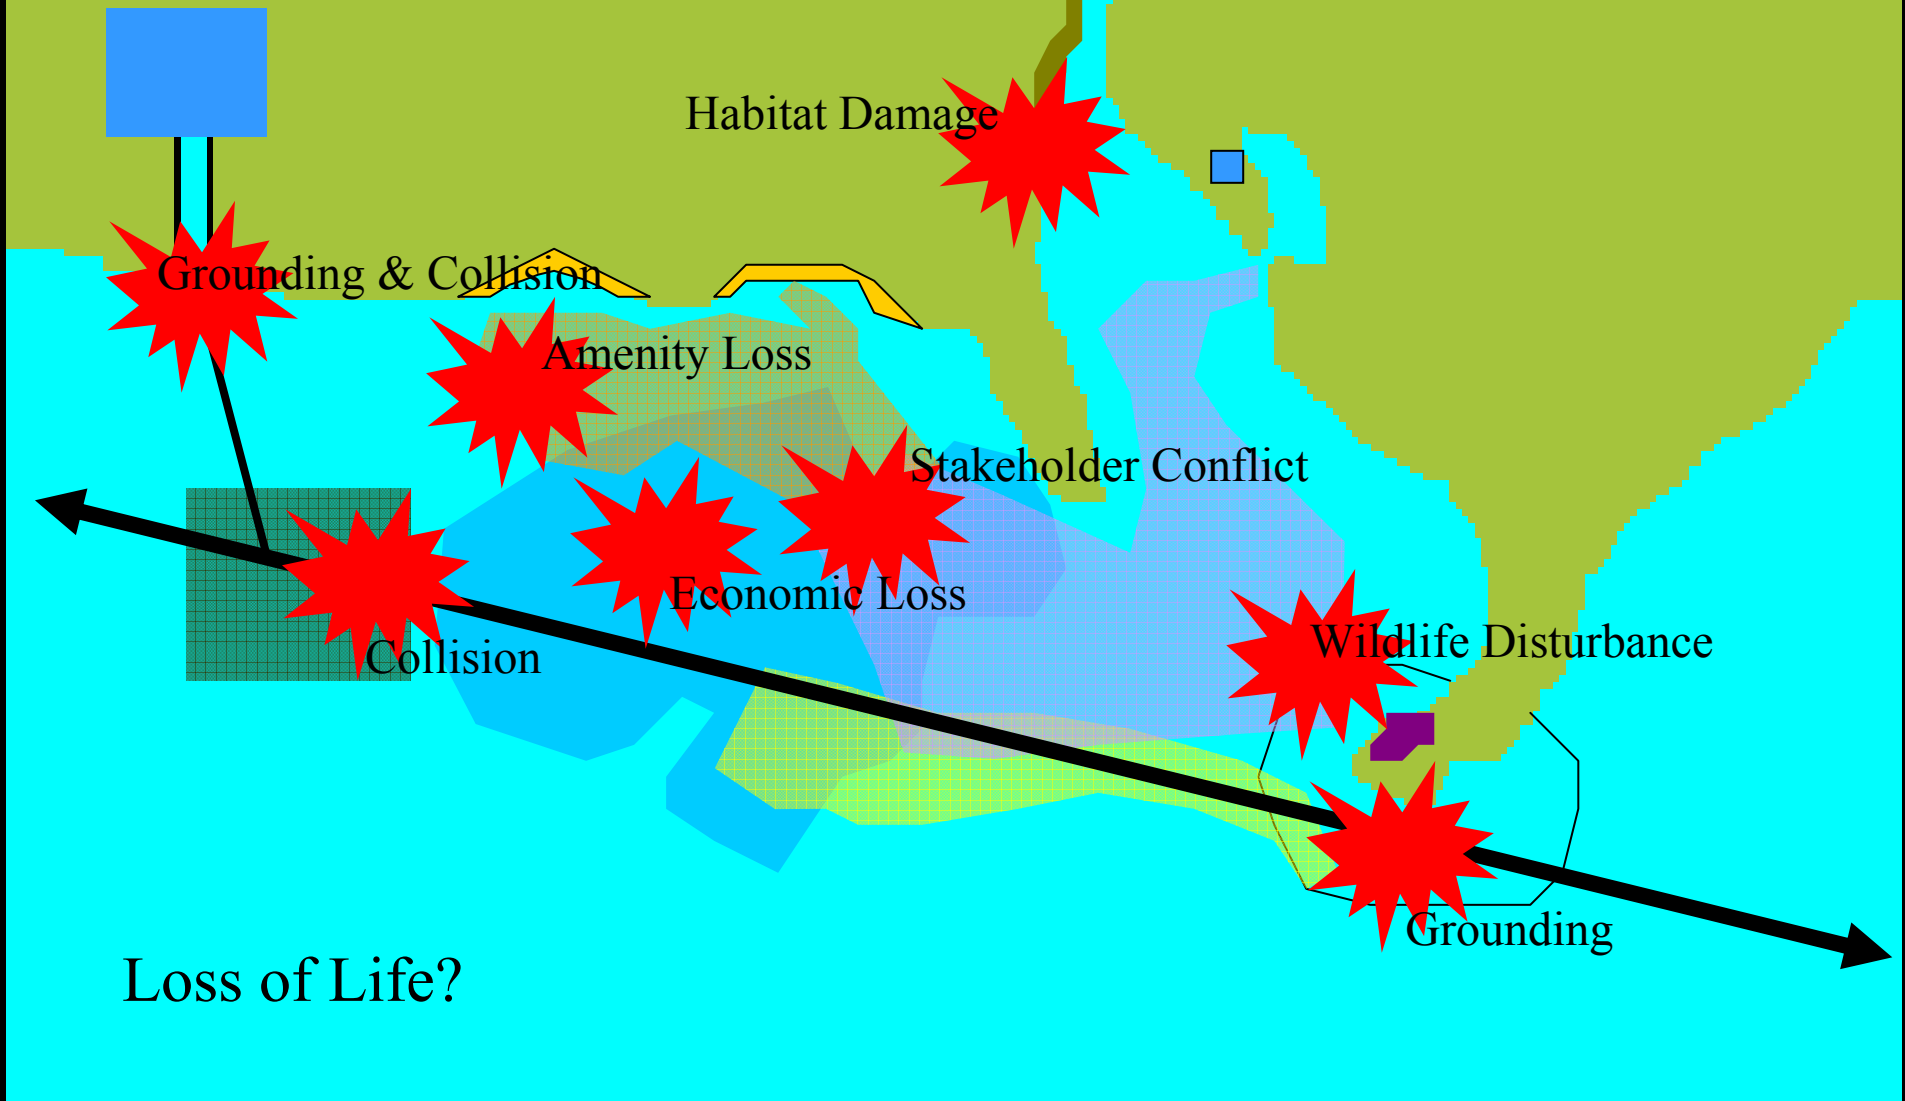 Habitat Damage
Grounding & Collision
Amenity Loss
Stakeholder Conflict
Economic Loss
Wildlife Disturbance
Collision
Grounding
Loss of Life?